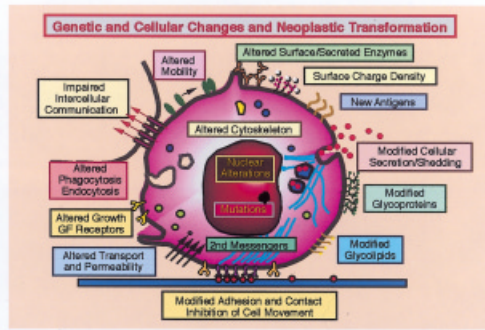 Genetic and Cellular Changes and Neoplastic Transformation
Altered Surface/Secreted Enzymes
Altered
Mobility
Surface Charge Density
Impaired
Intercellular
Communication
New Antigens
Altered Cytoskeleton
Modified Cellular
Secretion/Shedding
Nuclear
Alterations
Altered
Phagocytosis
Endocytosis
Modified
Glycoproteins
Mutations
Altered Growth
GF Receptors
2nd Messengers
Modified
Glycolipids
Altered Transport
and Permeability
Modified Adhesion and Contact
Inhibition of Cell Movement